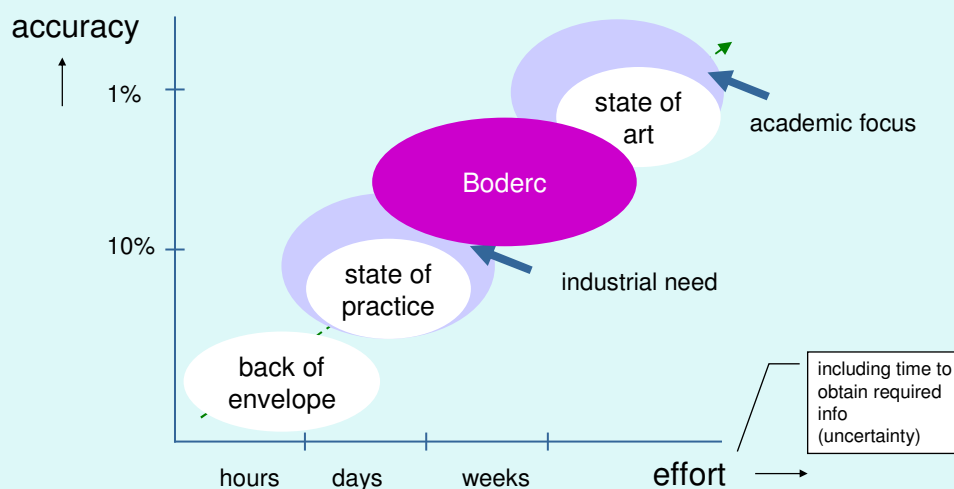 accuracy
1%
state of
art
academic focus
Boderc
10%
state of
practice
industrial need
back of
envelope
including time to
obtain required
info
(uncertainty)
hours
days
weeks
effort